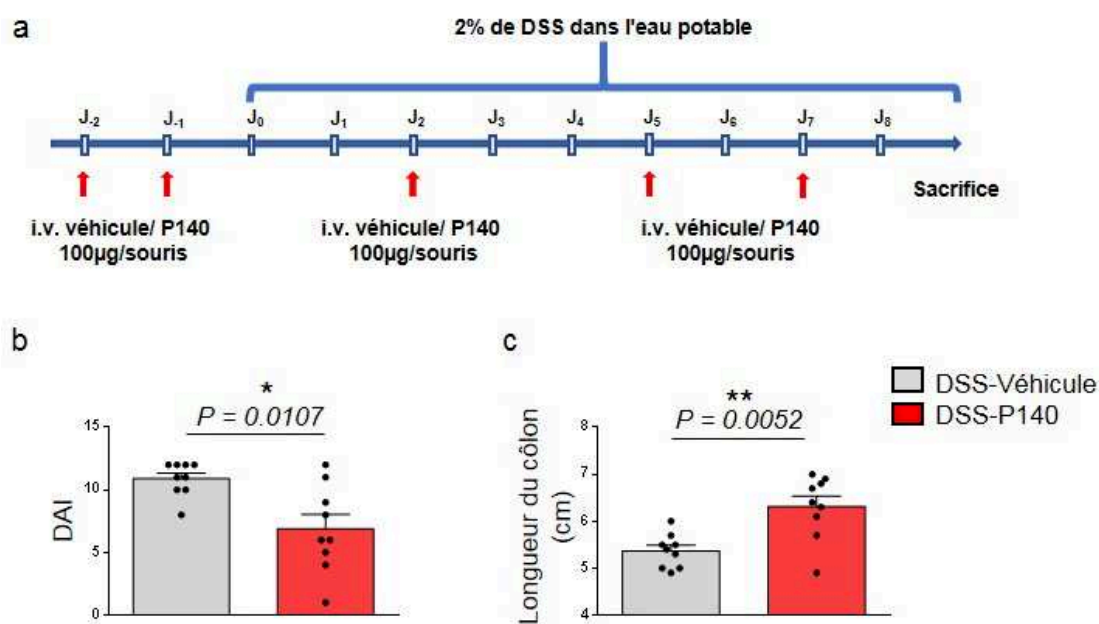 a
2% de DSS dans l'eau potable
J-2 J-1 J0 J1 J2 J3 J4 J5 J6 J7 J8
Sacrifice
i.v. véhicule/ P140 i.v. véhicule/ P140 i.v. véhicule/ P140
100µg/souris 100µg/souris 100µg/souris
b
*
P = 0.0107
15
10
5
0
DAI
c
DSS-Véhicule
DSS-P140
**
P = 0.0052
8
7
6
5
4
Longueur du côlon
(cm)